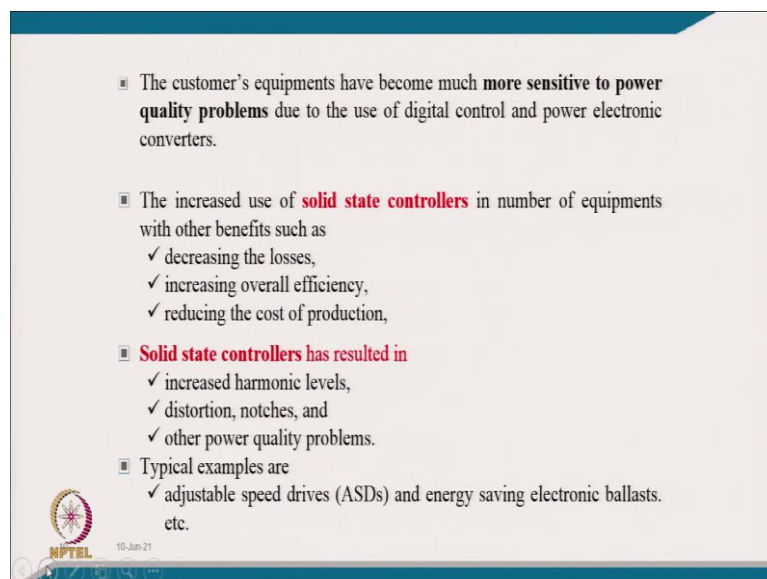 The customer's equipments have become much more sensitive to power
quality problems due to the use of digital control and power electronic
converters.
The increased use of solid state controllers in number of equipments
with other benefits such as
✓ decreasing the losses,
✓ increasing overall efficiency,
✓ reducing the cost of production,
Solid state controllers has resulted in
✓ increased harmonic levels,
✓ distortion, notches, and
✓ other power quality problems.
Typical examples are
✓ adjustable speed drives (ASDs) and energy saving electronic ballasts.
etc.
10-Jun-21
NPTEL